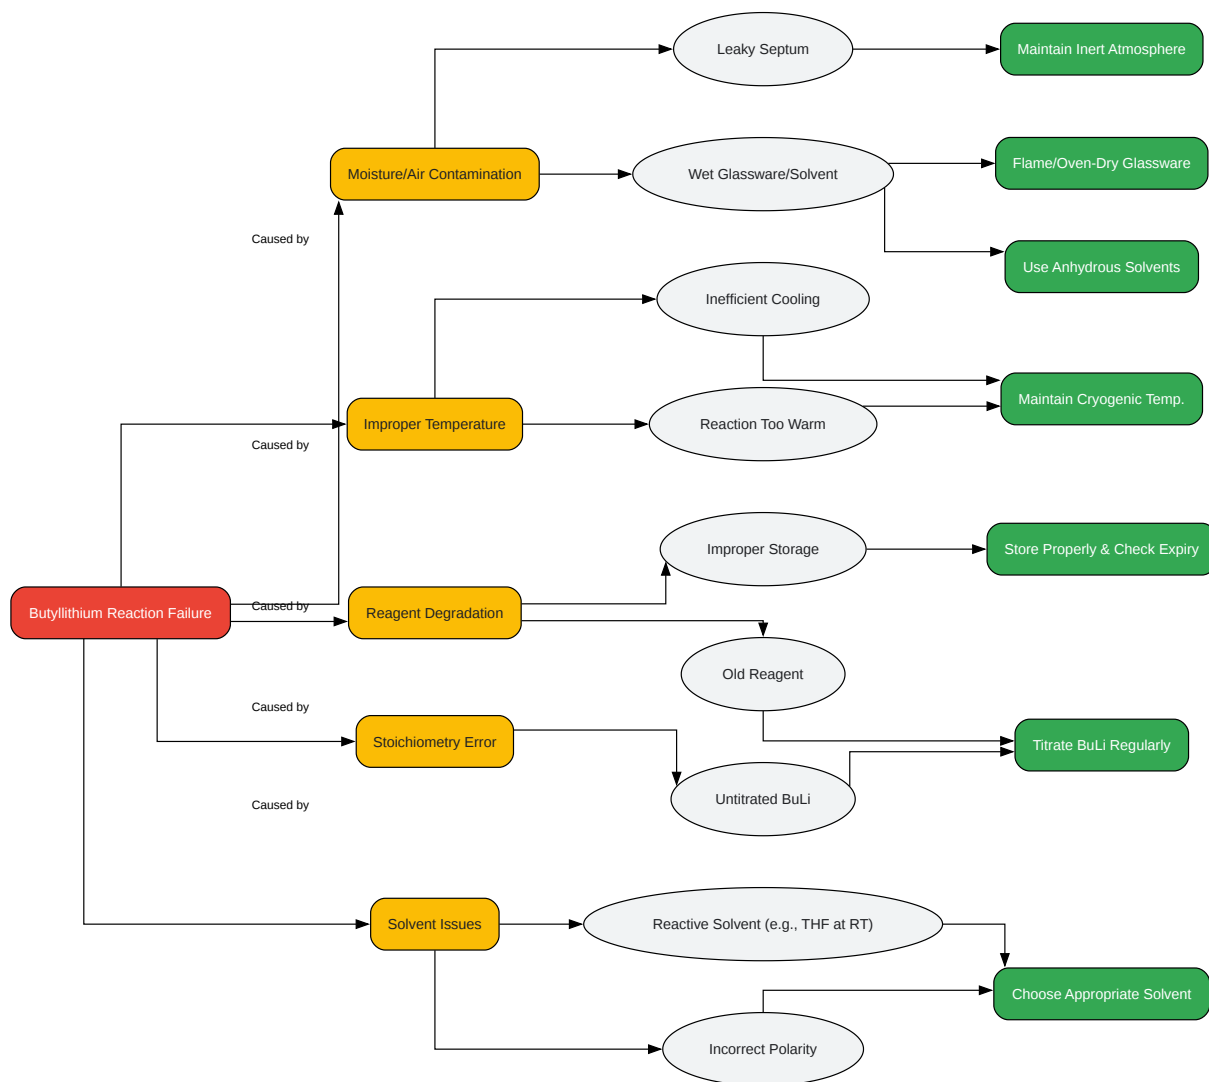 Leaky Septum
Maintain Inert Atmosphere
Moisture/Air Contamination
Wet Glassware/Solvent
Flame/Oven-Dry Glassware
Caused by
Use Anhydrous Solvents
Inefficient Cooling
Improper Temperature
Reaction Too Warm
Maintain Cryogenic Temp.
Caused by
Improper Storage
Store Properly & Check Expiry
Butyllithium Reaction Failure
Caused by
Reagent Degradation
Old Reagent
Caused by
Stoichiometry Error
Titrate BuLi Regularly
Untitrated BuLi
Caused by
Solvent Issues
Reactive Solvent (e.g., THF at RT)
Choose Appropriate Solvent
Incorrect Polarity